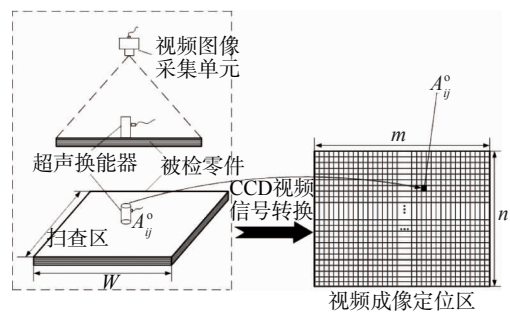 视频图像
采集单元
超声换能器
被检零件
扫查区
A°ij
W
CCD视频
信号转换
A°ij
m
n
视频成像定位区